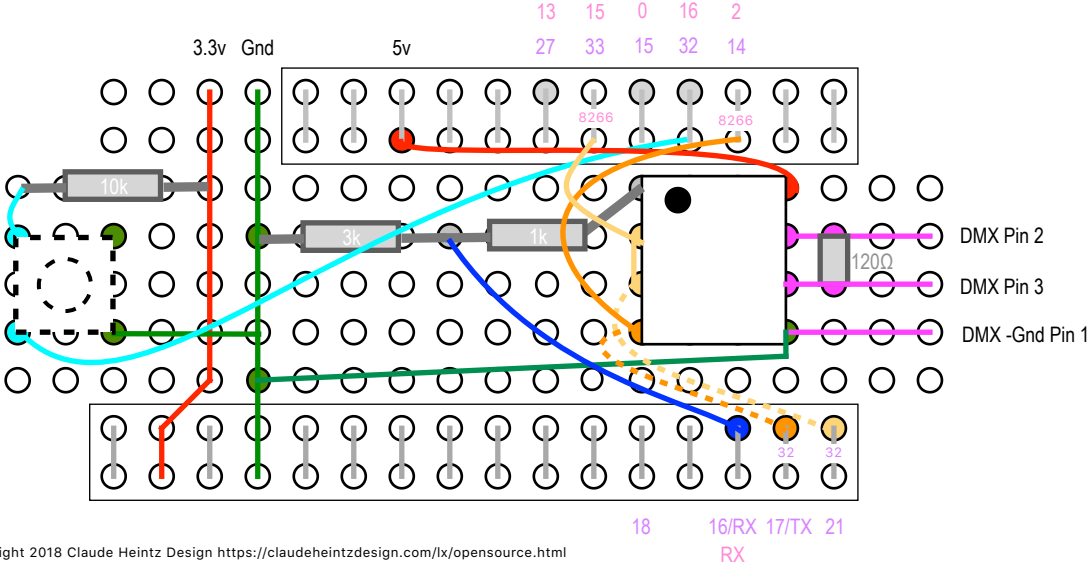 13 15 0 16 2
3.3v Gnd 5v 27 33 15 32 14
8266 8266
10k
3k 1k DMX Pin 2
120Ω
DMX Pin 3
DMX -Gnd Pin 1
32 32
18 16/RX 17/TX 21
RX
ight 2018 Claude Heintz Design https://claudeheintzdesign.com/lx/opensource.html